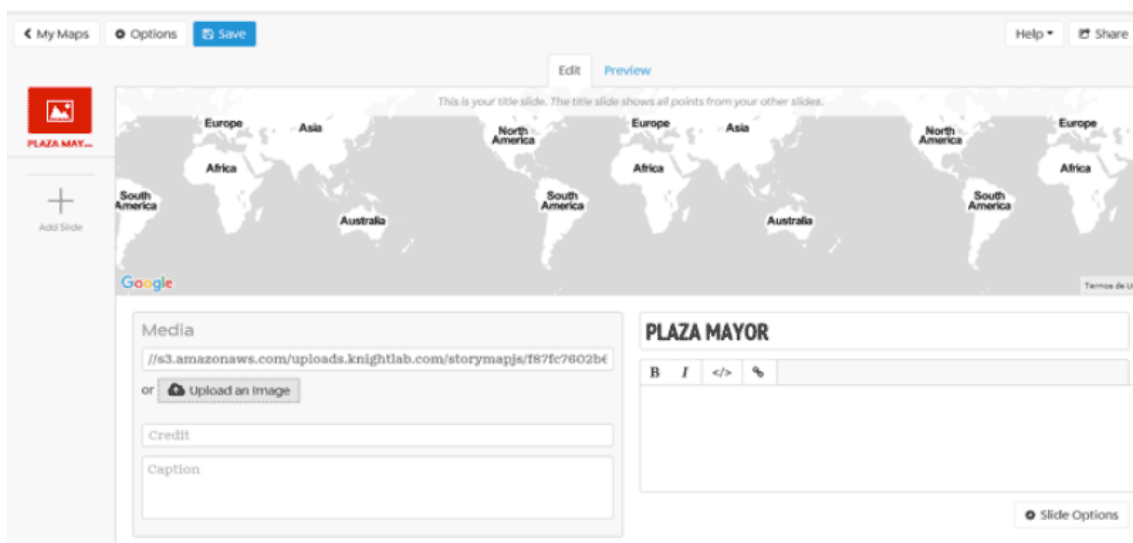 My Maps Options Save Help Share
Edit Preview
This is your title slide. The title slide shows all points from your other slides.
PLAZA MAY...
Add Slide
Europe Asia North America Europe Asia North America Europe
Africa Africa Africa
South America South America South America
Australia Australia
Google
Termos de U
Media
//s3.amazonaws.com/uploads.knightlab.com/storymapjs/f87fc7602b6
or Upload an Image
Credit
Caption
PLAZA MAYOR
B I </>
Slide Options